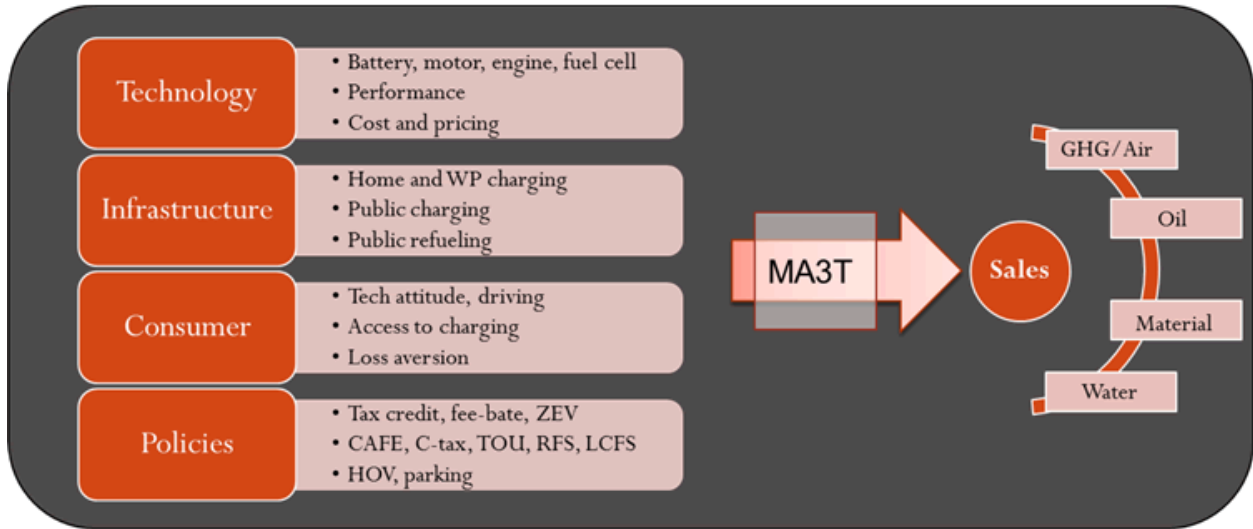 Technology
• Battery, motor, engine, fuel cell
• Performance
• Cost and pricing
Infrastructure
• Home and WP charging
• Public charging
• Public refueling
Consumer
• Tech attitude, driving
• Access to charging
• Loss aversion
Policies
• Tax credit, fee-bate, ZEV
• CAFE, C-tax, TOU, RFS, LCFS
• HOV, parking
MA3T
Sales
GHG/Air
Oil
Material
Water